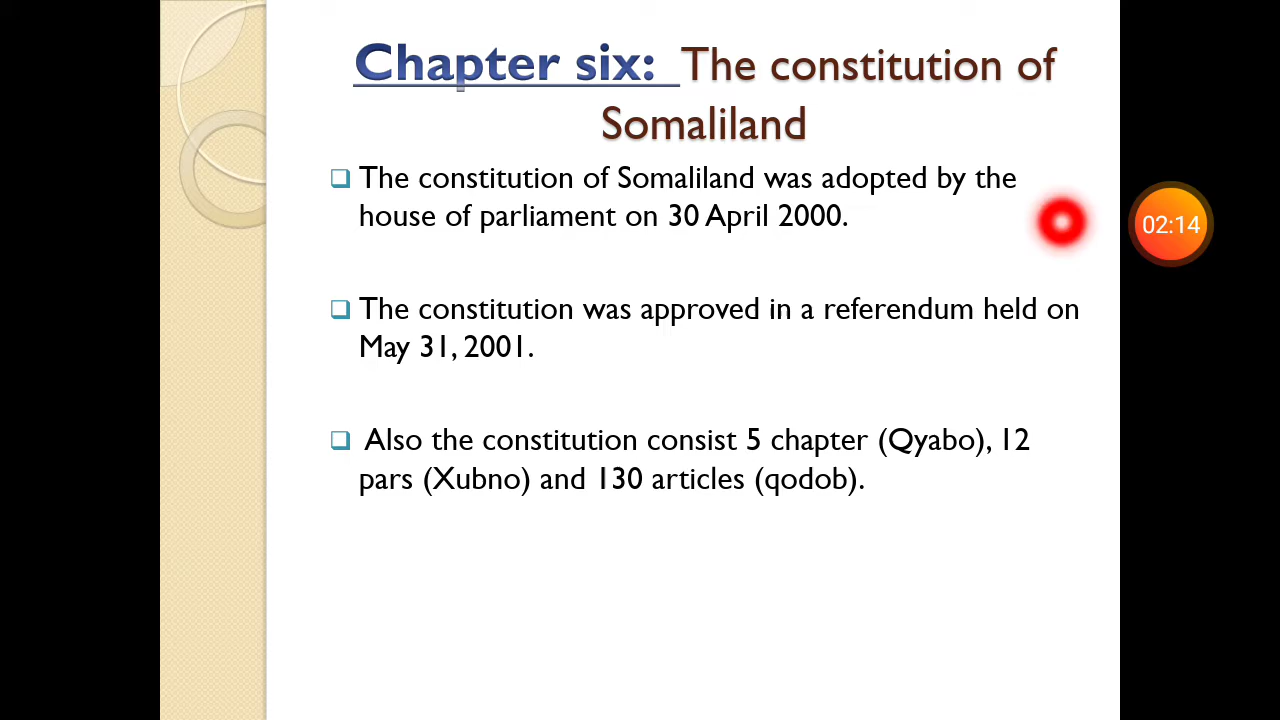 Chapter six: The constitution of
Somaliland
The constitution of Somaliland was adopted by the
house of parliament on 30 April 2000.
02:14
The constitution was approved in a referendum held on
May 31, 2001.
Also the constitution consist 5 chapter (Qyabo), 12
pars (Xubno) and 130 articles (qodob).